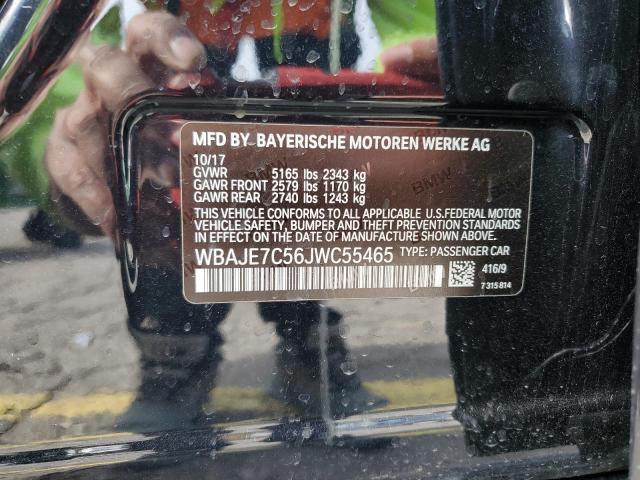 MFD BY BAYERISCHE MOTOREN WERKE AG
10/17
GVWR 5165 lbs 2343 kg
GAWR FRONT 2579 lbs 1170 kg
GAWR REAR 2740 lbs 1243 kg
THIS VEHICLE CONFORMS TO ALL APPLICABLE U.S.FEDERAL MOTOR
VEHICLE SAFETY, BUMPER AND THEFT PREVENTION STANDARDS
IN EFFECT ON THE DATE OF MANUFACTURE SHOWN ABOVE.
WBAJE7C56JWC55465 TYPE: PASSENGER CAR
416/9
7 315 814
BMW